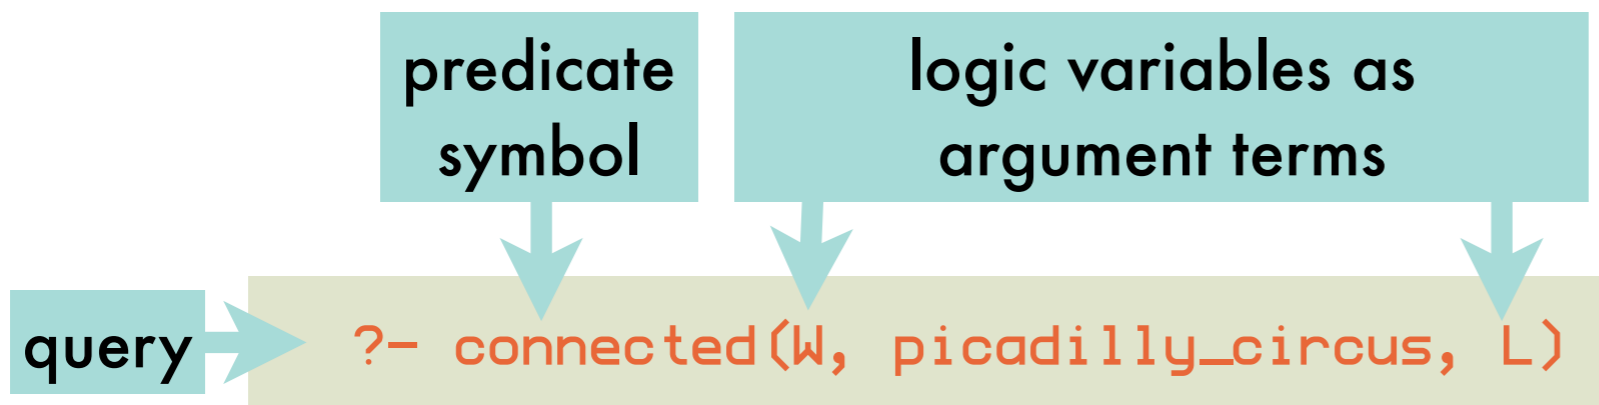 predicate
symbol
logic variables as
argument terms
query
?- connected(W, picadilly_circus, L)